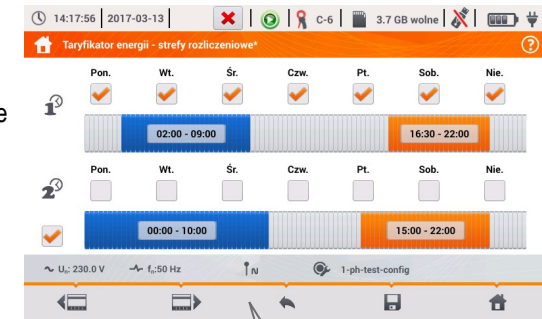 14:17:56 2017-03-13 C-6 3.7 GB wolne
Taryfikator energii - strefy rozliczeniowe* ?
Pon. Wt. Śr. Czw. Pt. Sob. Nie.
e
1
02:00 - 09:00 16:30 - 22:00
Pon. Wt. Śr. Czw. Pt. Sob. Nie.
2
00:00 - 10:00 15:00 - 22:00
Un: 230.0 V fn:50 Hz N 1-ph-test-config